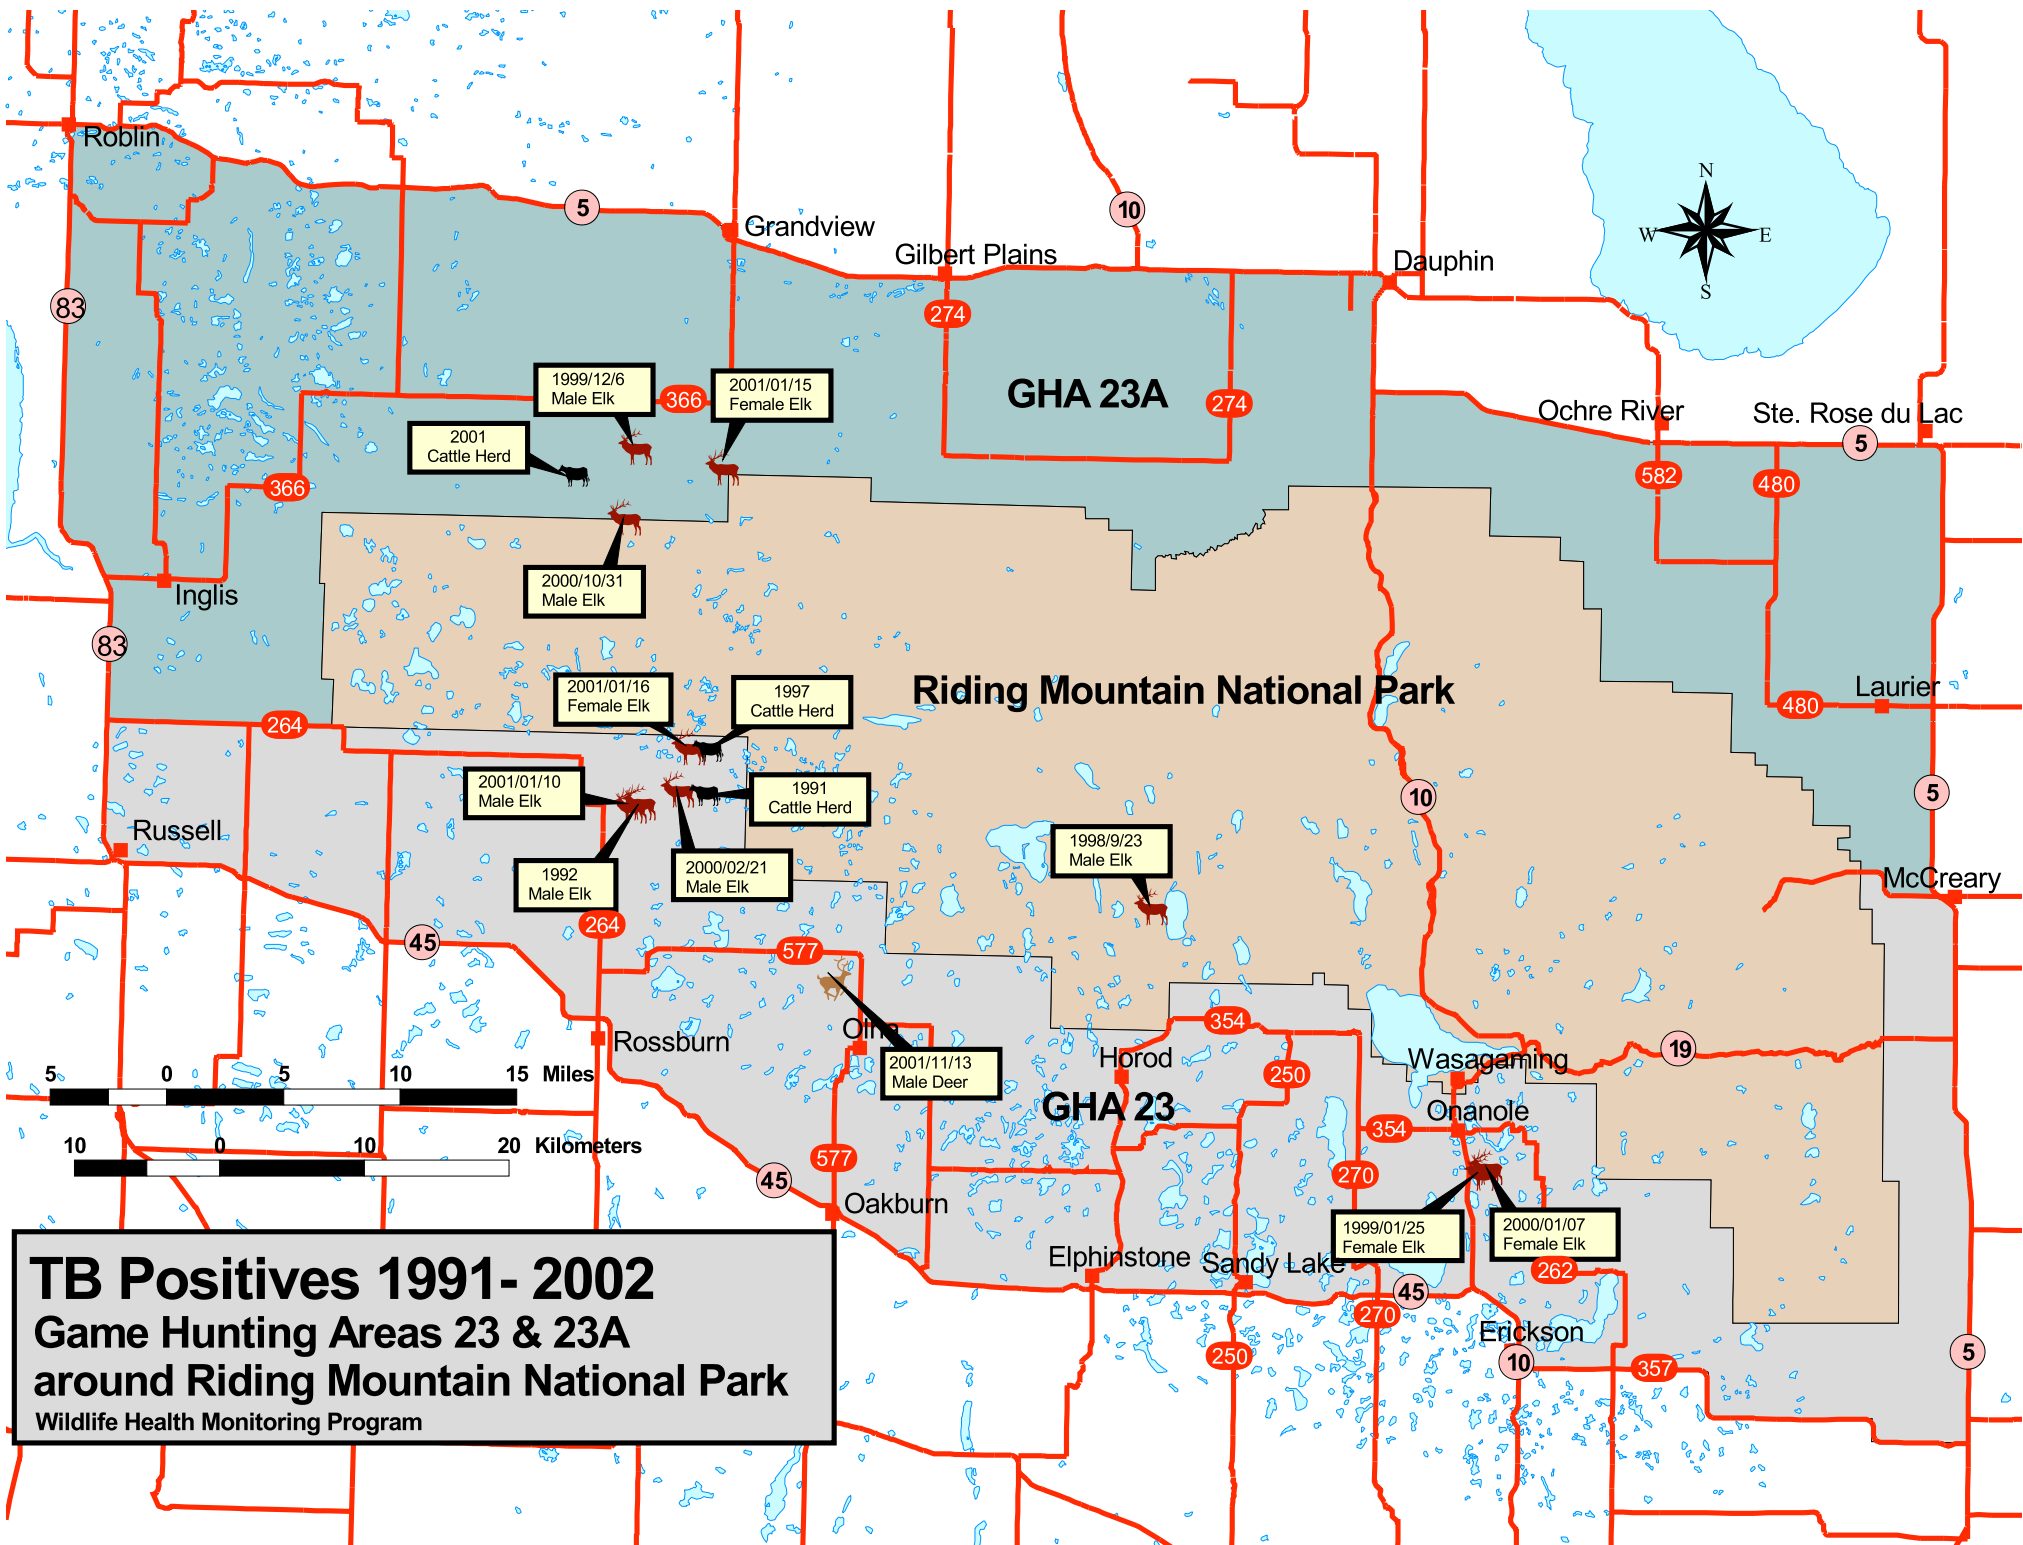 Roblin
5
Grandview
10
Gilbert Plains
Dauphin
N
W
E
S
83
274
1999/12/6
Male Elk
366
2001/01/15
Female Elk
GHA 23A
274
Ochre River
Ste. Rose du Lac
5
2001
Cattle Herd
366
582
480
2000/10/31
Male Elk
Inglis
83
2001/01/16
Female Elk
1997
Cattle Herd
Riding Mountain National Park
Laurier
480
264
2001/01/10
Male Elk
1991
Cattle Herd
10
5
Russell
1998/9/23
Male Elk
1992
Male Elk
2000/02/21
Male Elk
McCreary
264
45
577
354
19
Rossburn
Olha
2001/11/13
Male Deer
Horod
Wasagaming
250
5 0 5 10 15 Miles
GHA 23
Onanole
354
10 0 10 20 Kilometers
577
270
45
Oakburn
1999/01/25
Female Elk
2000/01/07
Female Elk
Elphinstone
Sandy Lake
262
45
270
Erickson
250
10
357
5
TB Positives 1991- 2002
Game Hunting Areas 23 & 23A
around Riding Mountain National Park
Wildlife Health Monitoring Program